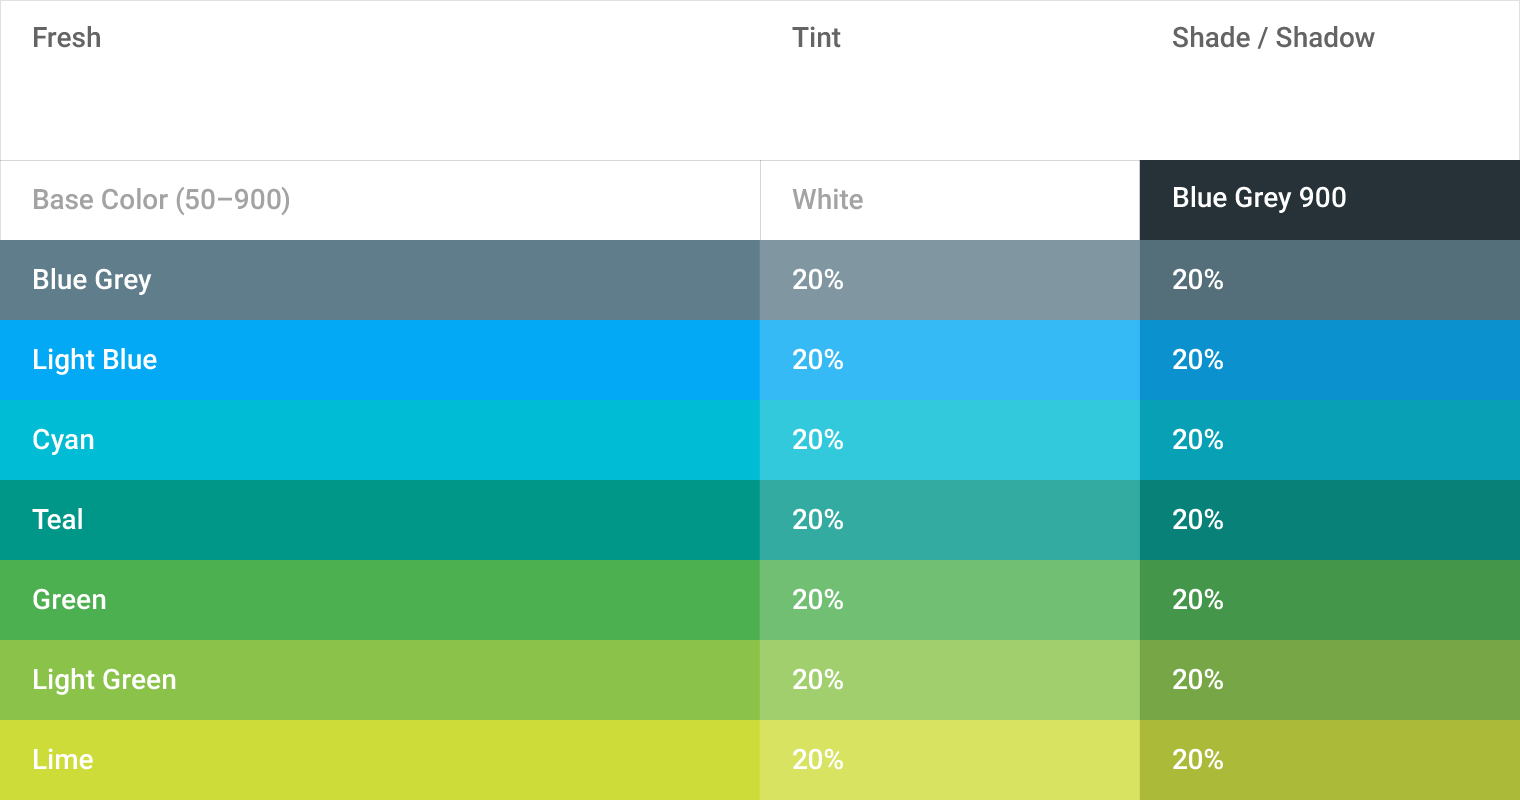 Fresh Tint Shade / Shadow
Base Color (50–900) White Blue Grey 900
Blue Grey 20% 20%
Light Blue 20% 20%
Cyan 20% 20%
Teal 20% 20%
Green 20% 20%
Light Green 20% 20%
Lime 20% 20%